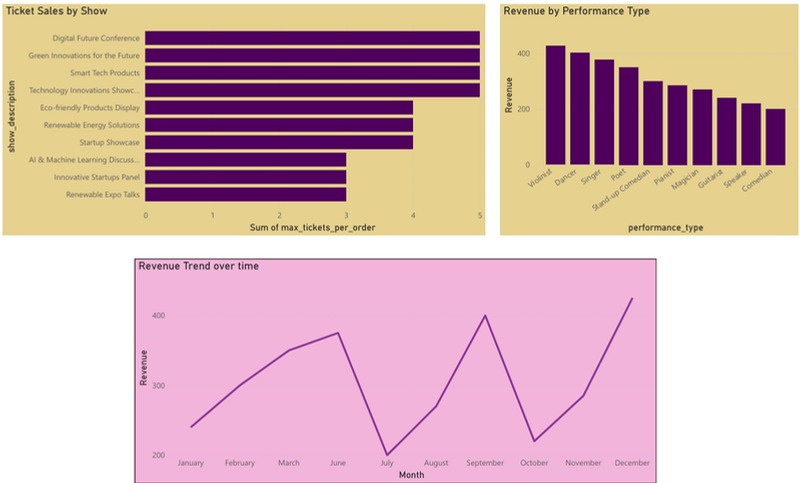 Ticket Sales by Show
show_description
Digital Future Conference
Green Innovations for the Future
Smart Tech Products
Technology Innovations Showc...
Eco-friendly Products Display
Renewable Energy Solutions
Startup Showcase
AI & Machine Learning Discuss...
Innovative Startups Panel
Renewable Expo Talks
0 1 2 3 4 5
Sum of max_tickets_per_order
Revenue by Performance Type
Revenue
400
200
0
Violinist Dancer Singer Poet Stand-up Comedian Pianist Magician Guitarist Speaker Comedian
performance_type
Revenue Trend over time
Revenue
400
300
200
January February March June July August September October November December
Month